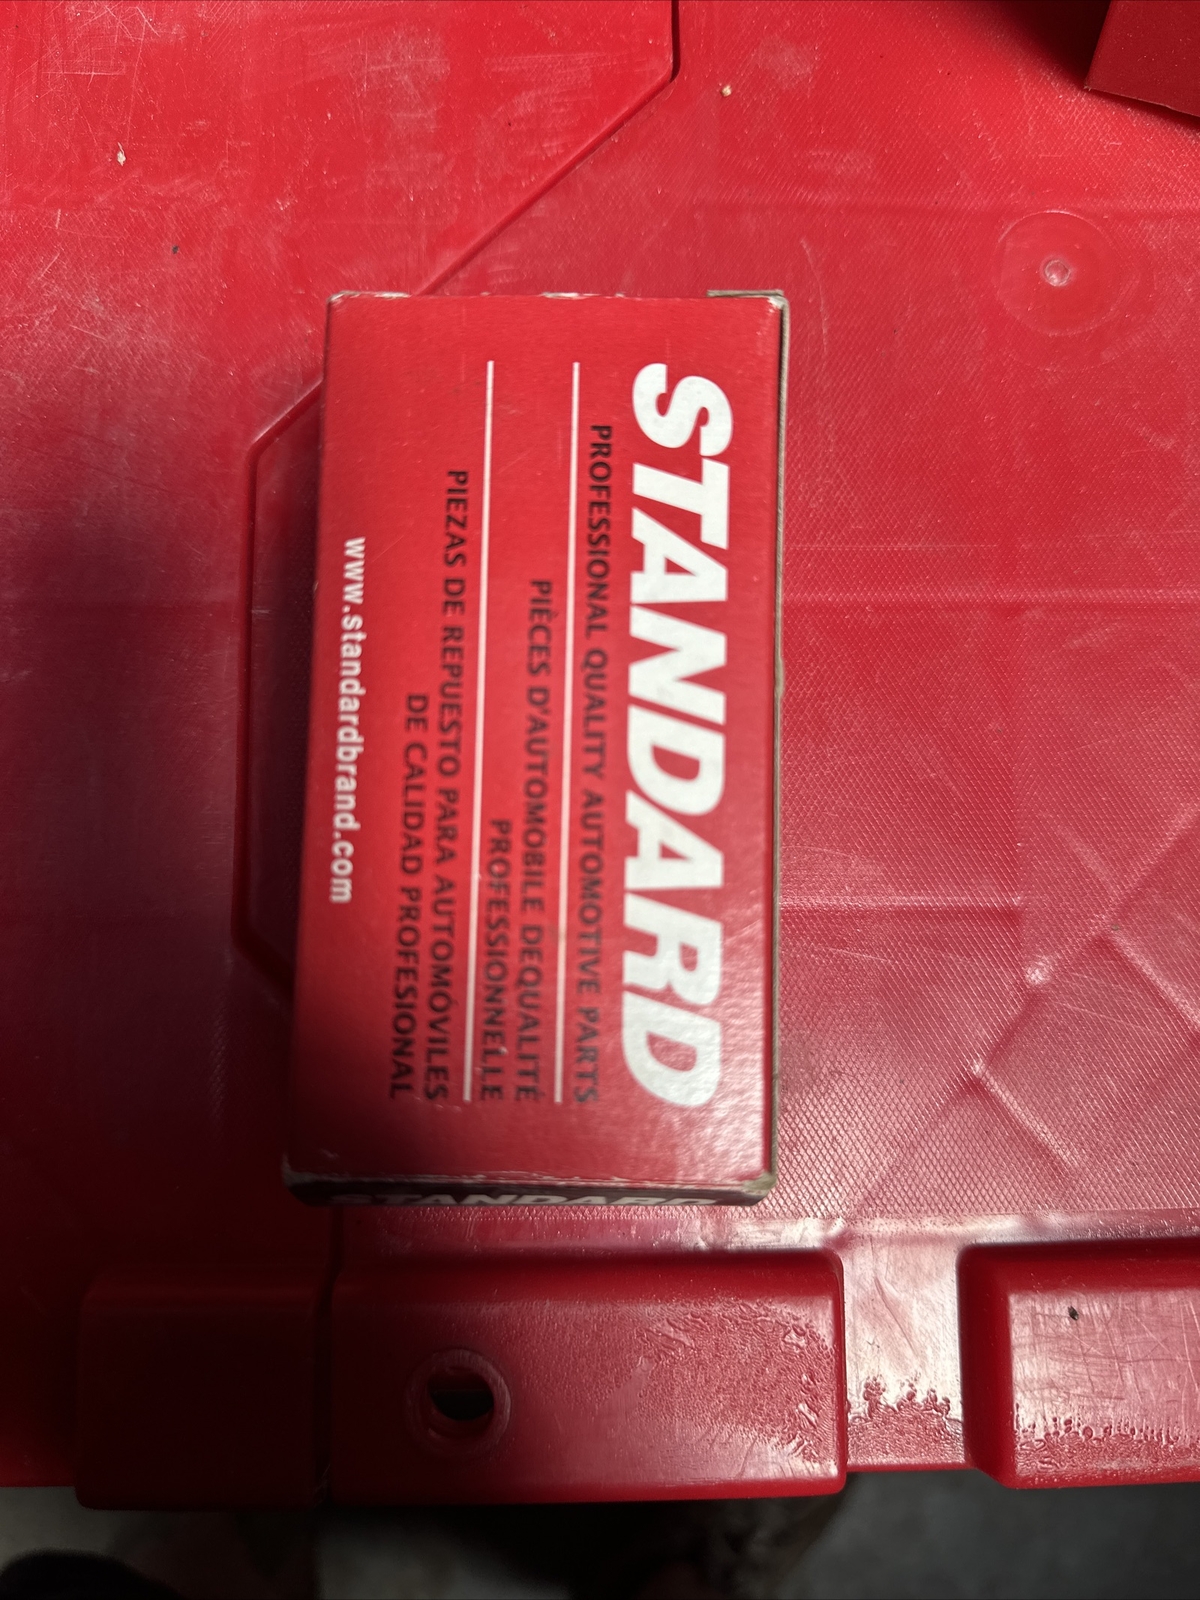 STANDARD
PROFESSIONAL QUALITY AUTOMOTIVE PARTS
PIÈCES D'AUTOMOBILE DEQUALITÉ
PROFESSIONNELLE
PIEZAS DE REPUESTO PARA AUTOMÓVILES
DE CALIDAD PROFESIONAL
www.standardbrand.com
STANDARD